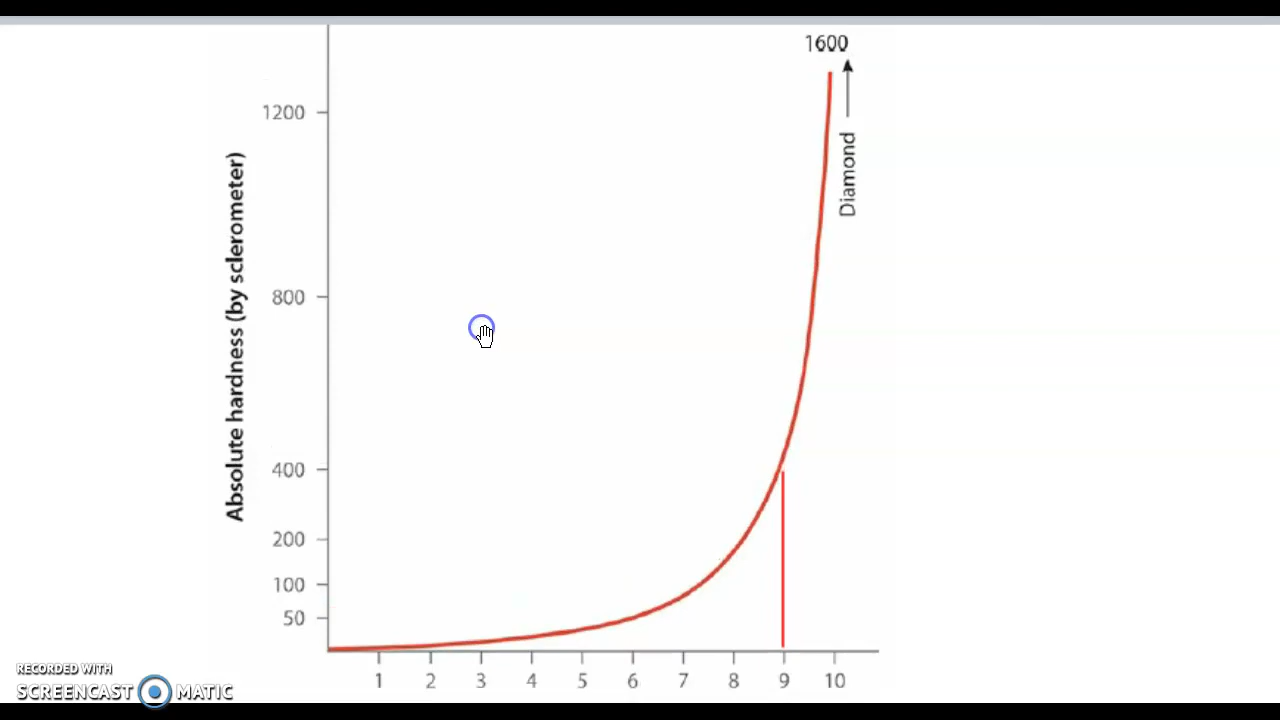 1600
1200
Diamond
Absolute hardness (by sclerometer)
800
400
200
100
50
1 2 3 4 5 6 7 8 9 10
RECORDED WITH
SCREENCAST MATIC